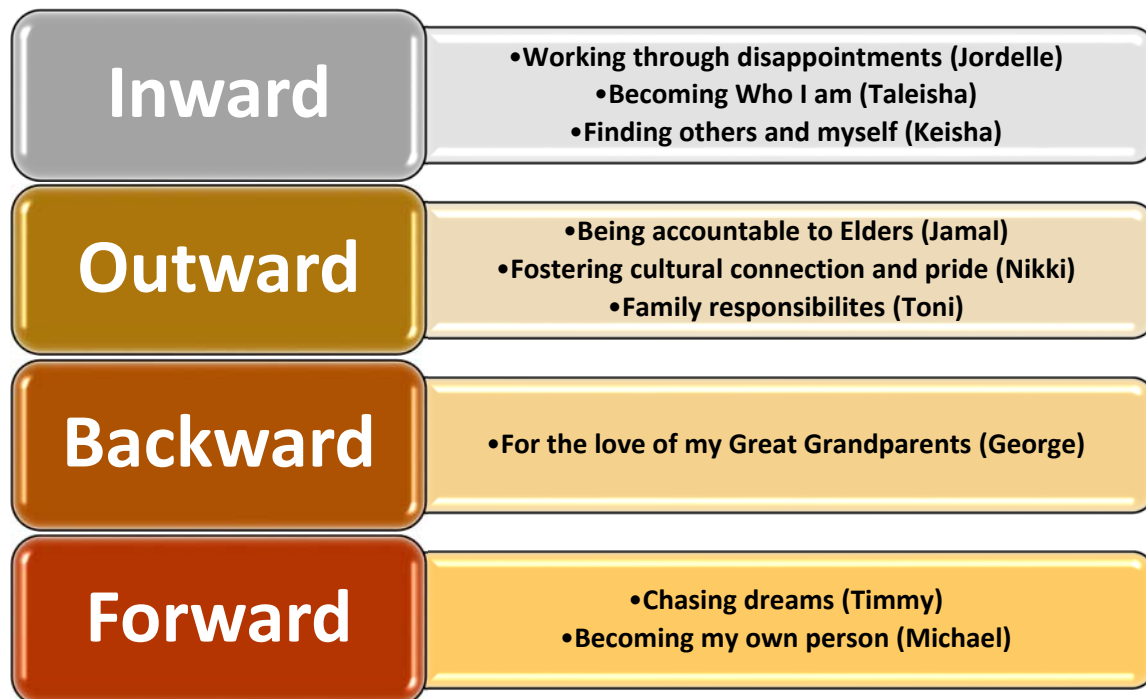 Inward
•Working through disappointments (Jordelle)
•Becoming Who I am (Taleisha)
•Finding others and myself (Keisha)
Outward
•Being accountable to Elders (Jamal)
•Fostering cultural connection and pride (Nikki)
•Family responsibilites (Toni)
Backward
•For the love of my Great Grandparents (George)
Forward
•Chasing dreams (Timmy)
•Becoming my own person (Michael)